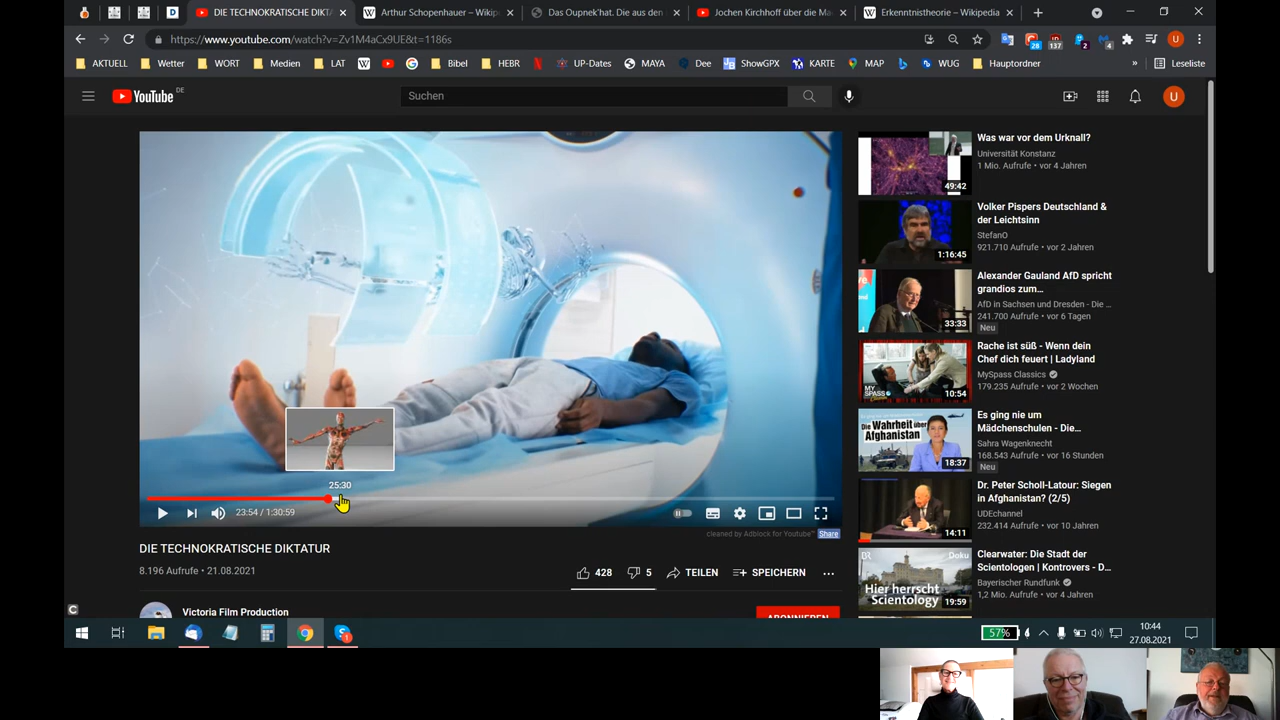 DIE TECHNOKRATISCHE DIKTA
Arthur Schopenhauer – Wikip
Das Oupnek'hat. Die aus den
Jochen Kirchhoff über die Ma
Erkenntnistheorie – Wikipedia
https://www.youtube.com/watch?v=Zv1M4aCx9UE&t=1186s
28
137
2
4
U
AKTUELL
Wetter
WORT
Medien
LAT
Bibel
HEBR
UP-Dates
MAYA
Dee
ShowGPX
KARTE
MAP
WUG
Hauptordner
»
Leseliste
YouTube DE
Suchen
U
25:30
23:54 / 1:30:59
cleaned by Adblock for Youtube™ Share
DIE TECHNOKRATISCHE DIKTATUR
8.196 Aufrufe • 21.08.2021
428
5
TEILEN
SPEICHERN
Victoria Film Production
ABONNIEREN
49:42
Was war vor dem Urknall?
Universität Konstanz
1 Mio. Aufrufe • vor 4 Jahren
1:16:45
Volker Pispers Deutschland &
der Leichtsinn
StefanO
921.710 Aufrufe • vor 2 Jahren
33:33
Alexander Gauland AfD spricht
grandios zum…
AfD in Sachsen und Dresden - Die ...
241.700 Aufrufe • vor 6 Tagen
Neu
MY SPASS
Classics
10:54
Rache ist süß - Wenn dein
Chef dich feuert | Ladyland
MySpass Classics
179.235 Aufrufe • vor 2 Wochen
Die Wahrheit über
Afghanistan
18:37
Es ging nie um
Mädchenschulen - Die…
Sahra Wagenknecht
168.543 Aufrufe • vor 16 Stunden
Neu
14:11
Dr. Peter Scholl-Latour: Siegen
in Afghanistan? (2/5)
UDEchannel
232.414 Aufrufe • vor 10 Jahren
BR
Doku
Hier herrscht
Scientology
19:59
Clearwater: Die Stadt der
Scientologen | Kontrovers - D…
Bayerischer Rundfunk
1,2 Mio. Aufrufe • vor 4 Jahren
57%
10:44
27.08.2021